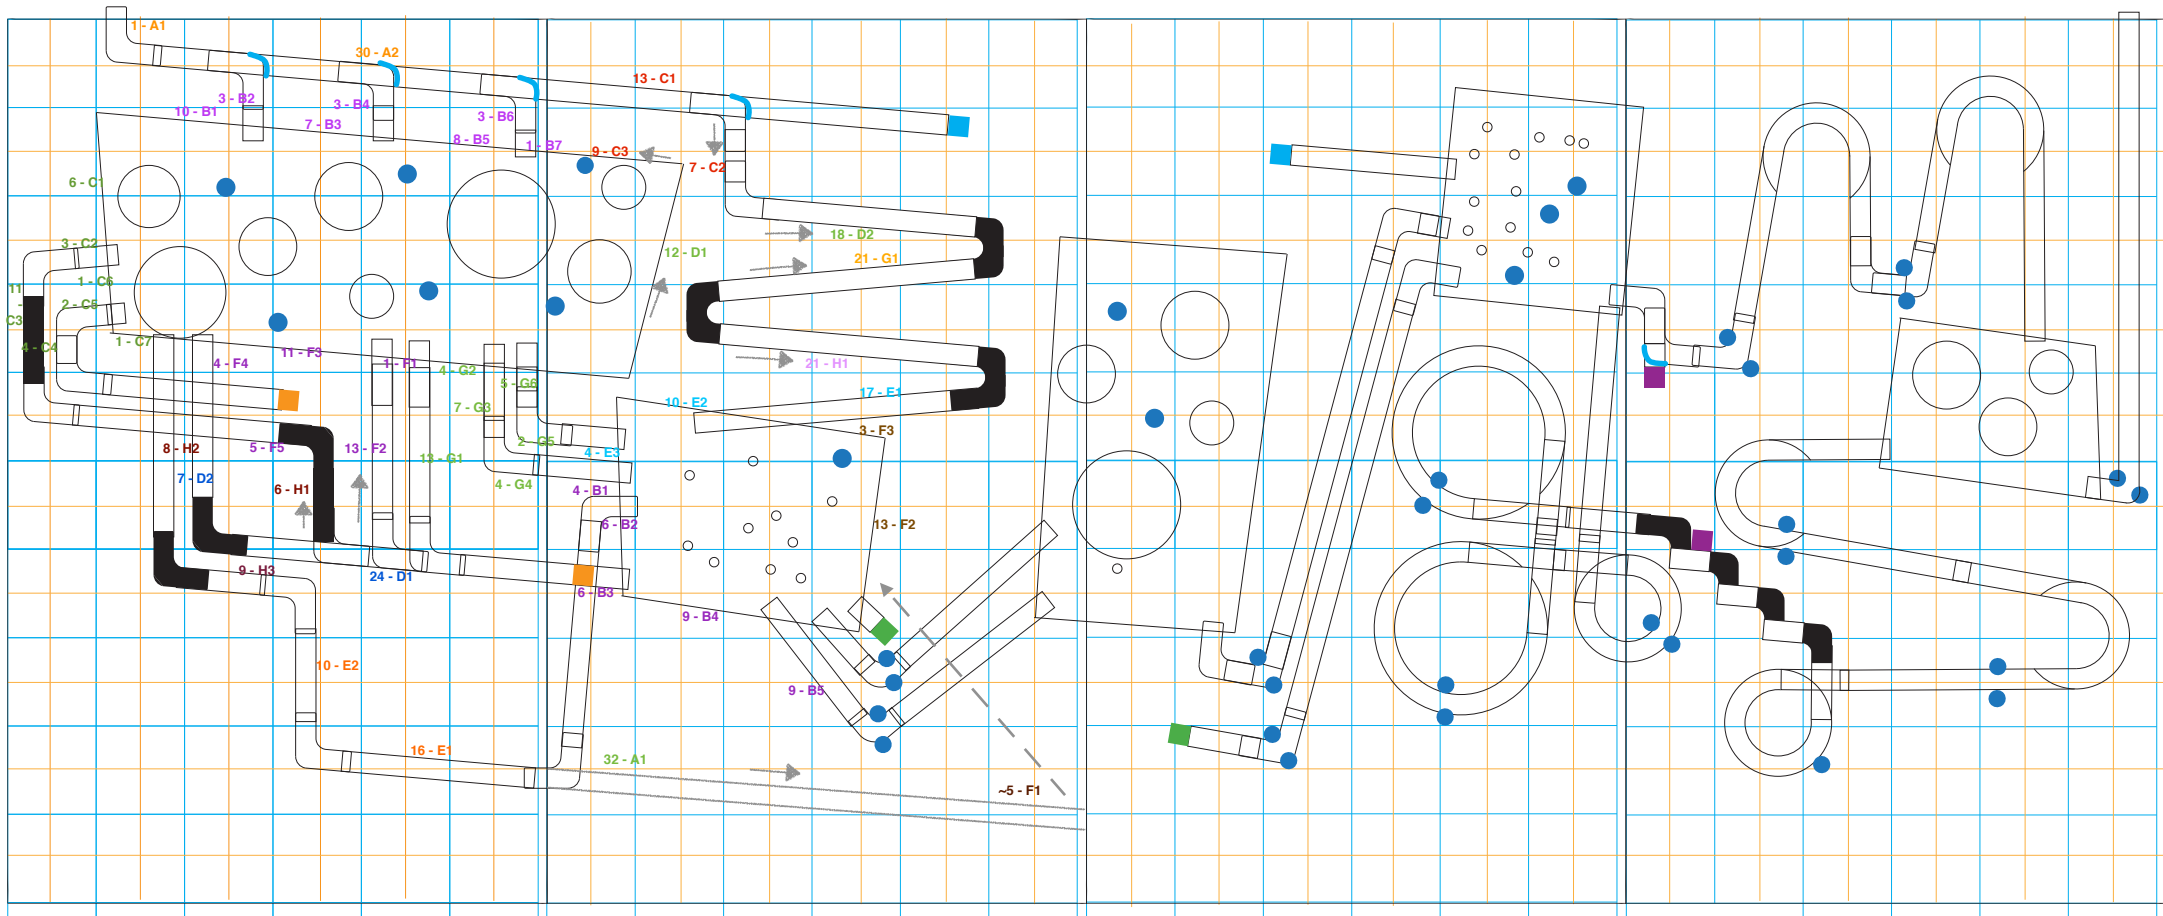 1 - A1
30 - A2
13 - C1
3 - B2
3 - B4
10 - B1
3 - B6
7 - B3
8 - B5
1 - B7
9 - C3
7 - C2
6 - C1
3 - C2
12 - D1
18 - D2
21 - G1
1 - C6
11
-
C3
2 - C5
1 - C7
4 - C4
11 - F3
4 - F4
1 - F1
4 - G2
5 - G6
21 - H1
17 - E1
10 - E2
7 - G3
3 - F3
2 - G5
8 - H2
5 - F5
13 - F2
13 - G1
4 - E3
7 - D2
6 - H1
4 - G4
4 - B1
6 - B2
13 - F2
9 - H3
24 - D1
6 - B3
9 - B4
10 - E2
9 - B5
16 - E1
32 - A1
~5 - F1